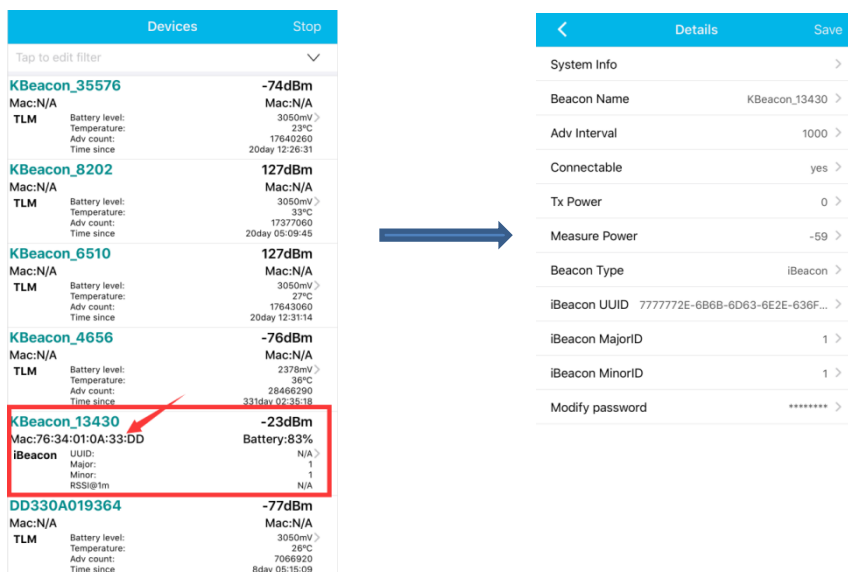 Devices Stop
Tap to edit filter
KBeacon_35576 -74dBm
Mac:N/A Mac:N/A
TLM Battery level: 3050mV
Temperature: 23°C
Adv count: 17640260
Time since 20day 12:26:31
KBeacon_8202 127dBm
Mac:N/A Mac:N/A
TLM Battery level: 3050mV
Temperature: 33°C
Adv count: 17377060
Time since 20day 05:09:45
KBeacon_6510 127dBm
Mac:N/A Mac:N/A
TLM Battery level: 3050mV
Temperature: 27°C
Adv count: 17643060
Time since 20day 12:31:14
KBeacon_4656 -76dBm
Mac:N/A Mac:N/A
TLM Battery level: 2378mV
Temperature: 36°C
Adv count: 28466290
Time since 331day 02:35:18
KBeacon_13430 -23dBm
Mac:76:34:01:0A:33:DD Battery:83%
iBeacon UUID: N/A
Major: 1
Minor: 1
RSSI@1m N/A
DD330A019364 -77dBm
Mac:N/A Mac:N/A
TLM Battery level: 3050mV
Temperature: 26°C
Adv count: 7066920
Time since 8day 05:15:09
Details Save
System Info
Beacon Name KBeacon_13430
Adv Interval 1000
Connectable yes
Tx Power 0
Measure Power -59
Beacon Type iBeacon
iBeacon UUID 7777772E-6B6B-6D63-6E2E-636F...
iBeacon MajorID 1
iBeacon MinorID 1
Modify password ********